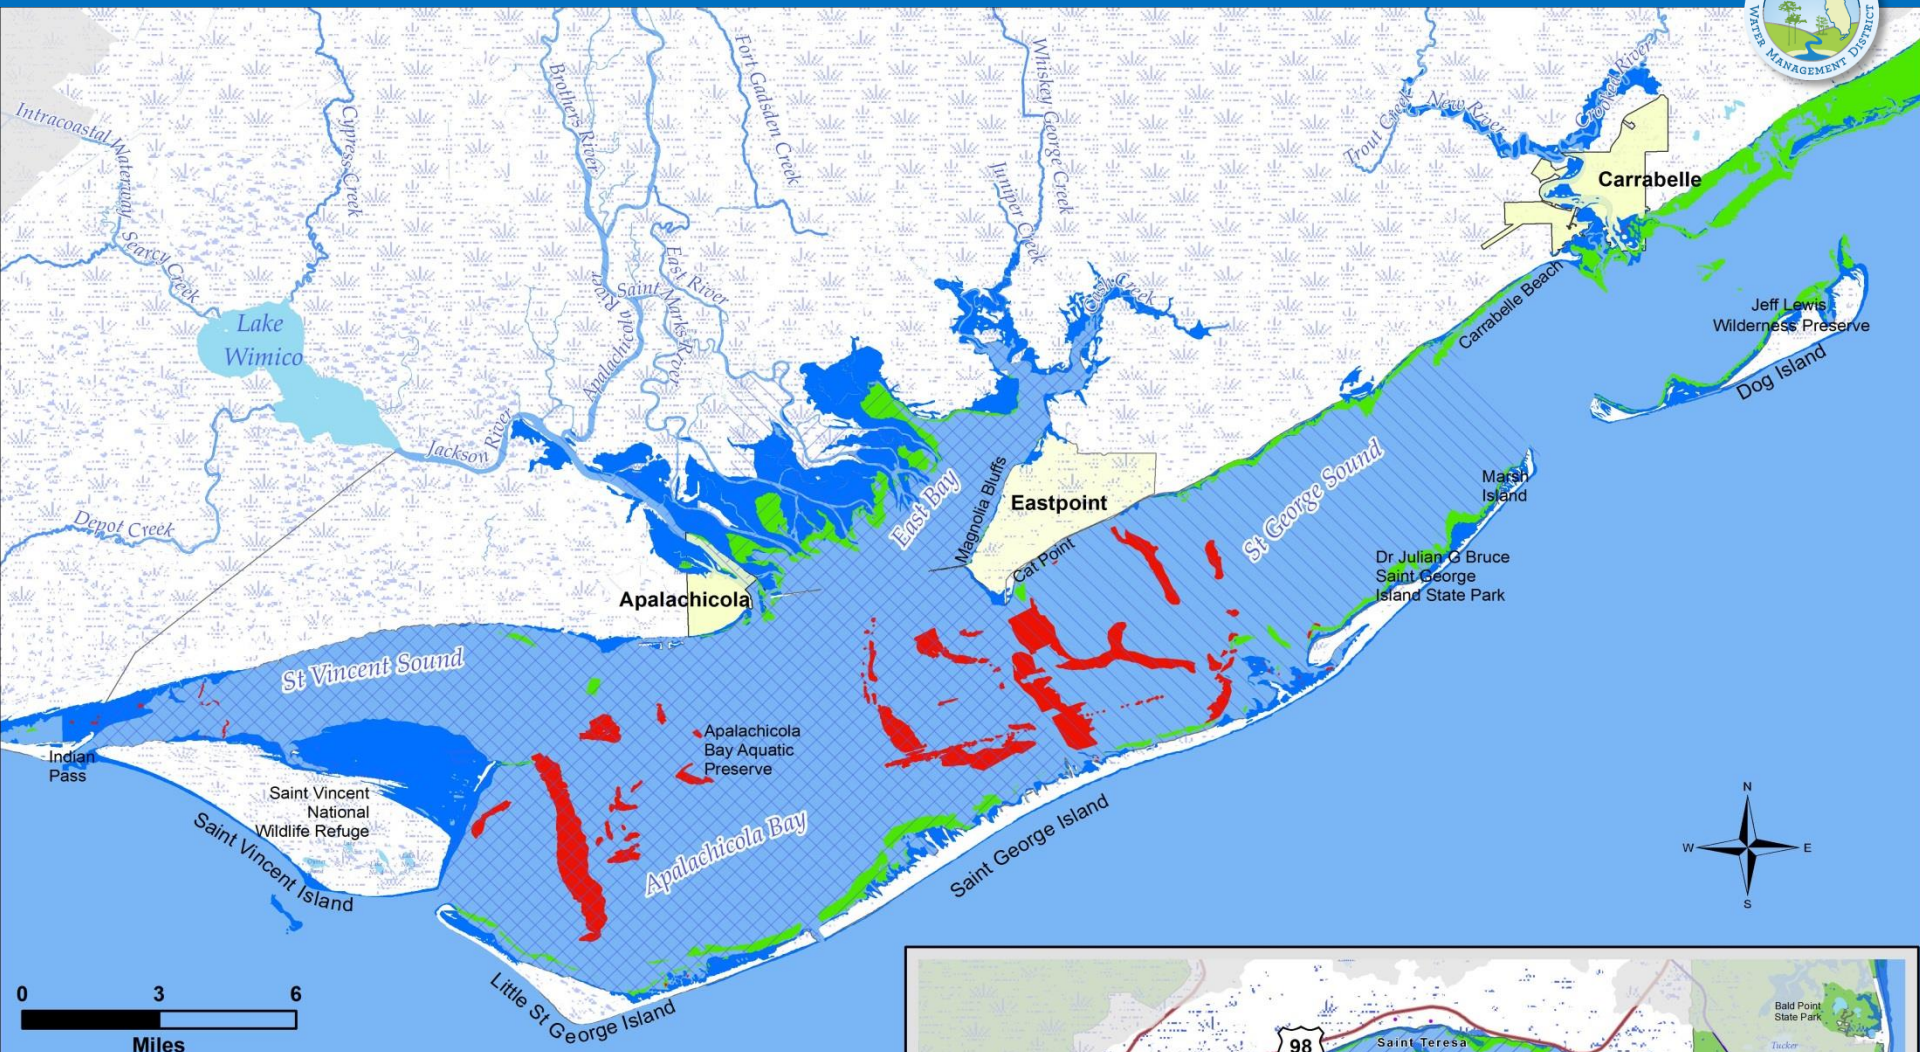 WATER MANAGEMENT DISTRICT
Intracoastal Waterway
Cypress Creek
Brothers River
Fort Gadsden Creek
Whiskey George Creek
Juniper Creek
Trout Creek
New River
Crooked River
Carrabelle
Searcy Creek
East River
Saint Marks River
Apalachicola River
Cash Creek
Lake
Wimico
Carrabelle Beach
Jeff Lewis
Wilderness Preserve
Dog Island
Jackson River
Depot Creek
Magnolia Bluffs
Eastpoint
East Bay
St George Sound
Marsh
Island
Cat Point
Dr Julian G Bruce
Saint George
Island State Park
Apalachicola
St Vincent Sound
Indian
Pass
Apalachicola
Bay Aquatic
Preserve
Saint Vincent
National
Wildlife Refuge
Saint Vincent Island
Apalachicola Bay
Saint George Island
Little St George Island
N
W E
S
0 3 6
Miles
98
Saint Teresa
Bald Point
State Park
Tucker